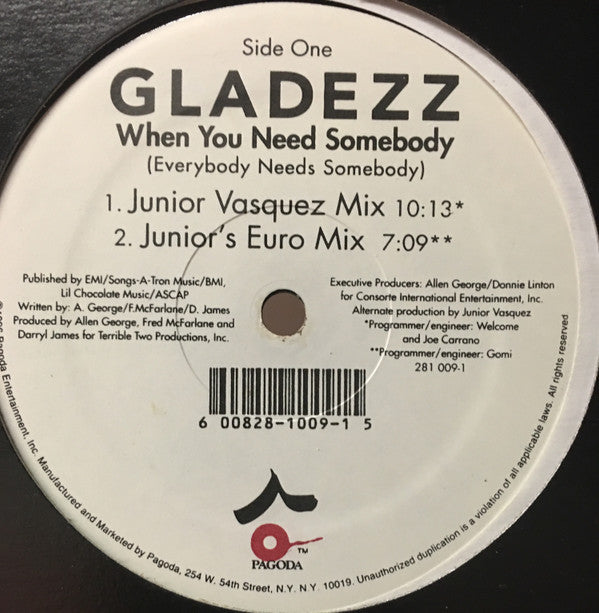 Side One
GLADEZZ
When You Need Somebody
(Everybody Needs Somebody)
1. Junior Vasquez Mix 10:13*
2. Junior's Euro Mix 7:09**
Published by EMI/Songs-A-Tron Music/BMI,
Lil Chocolate Music/ASCAP
Written by: A. George/F.McFarlane/D. James
Produced by Allen George, Fred McFarlane and
Darryl James for Terrible Two Productions, Inc.
Executive Producers: Allen George/Donnie Linton
for Consorte International Entertainment, Inc.
Alternate production by Junior Vasquez
*Programmer/engineer: Welcome
and Joe Carrano
**Programmer/engineer: Gomi
281 009-1
6 00828-1009-1 5
TM
PAGODA
Pagoda Entertainment, Inc. Manufactured and Marketed by Pagoda, 254 W. 54th Street, N.Y. N.Y. 10019. Unauthorized duplication is a violation of all applicable laws. All rights reserved